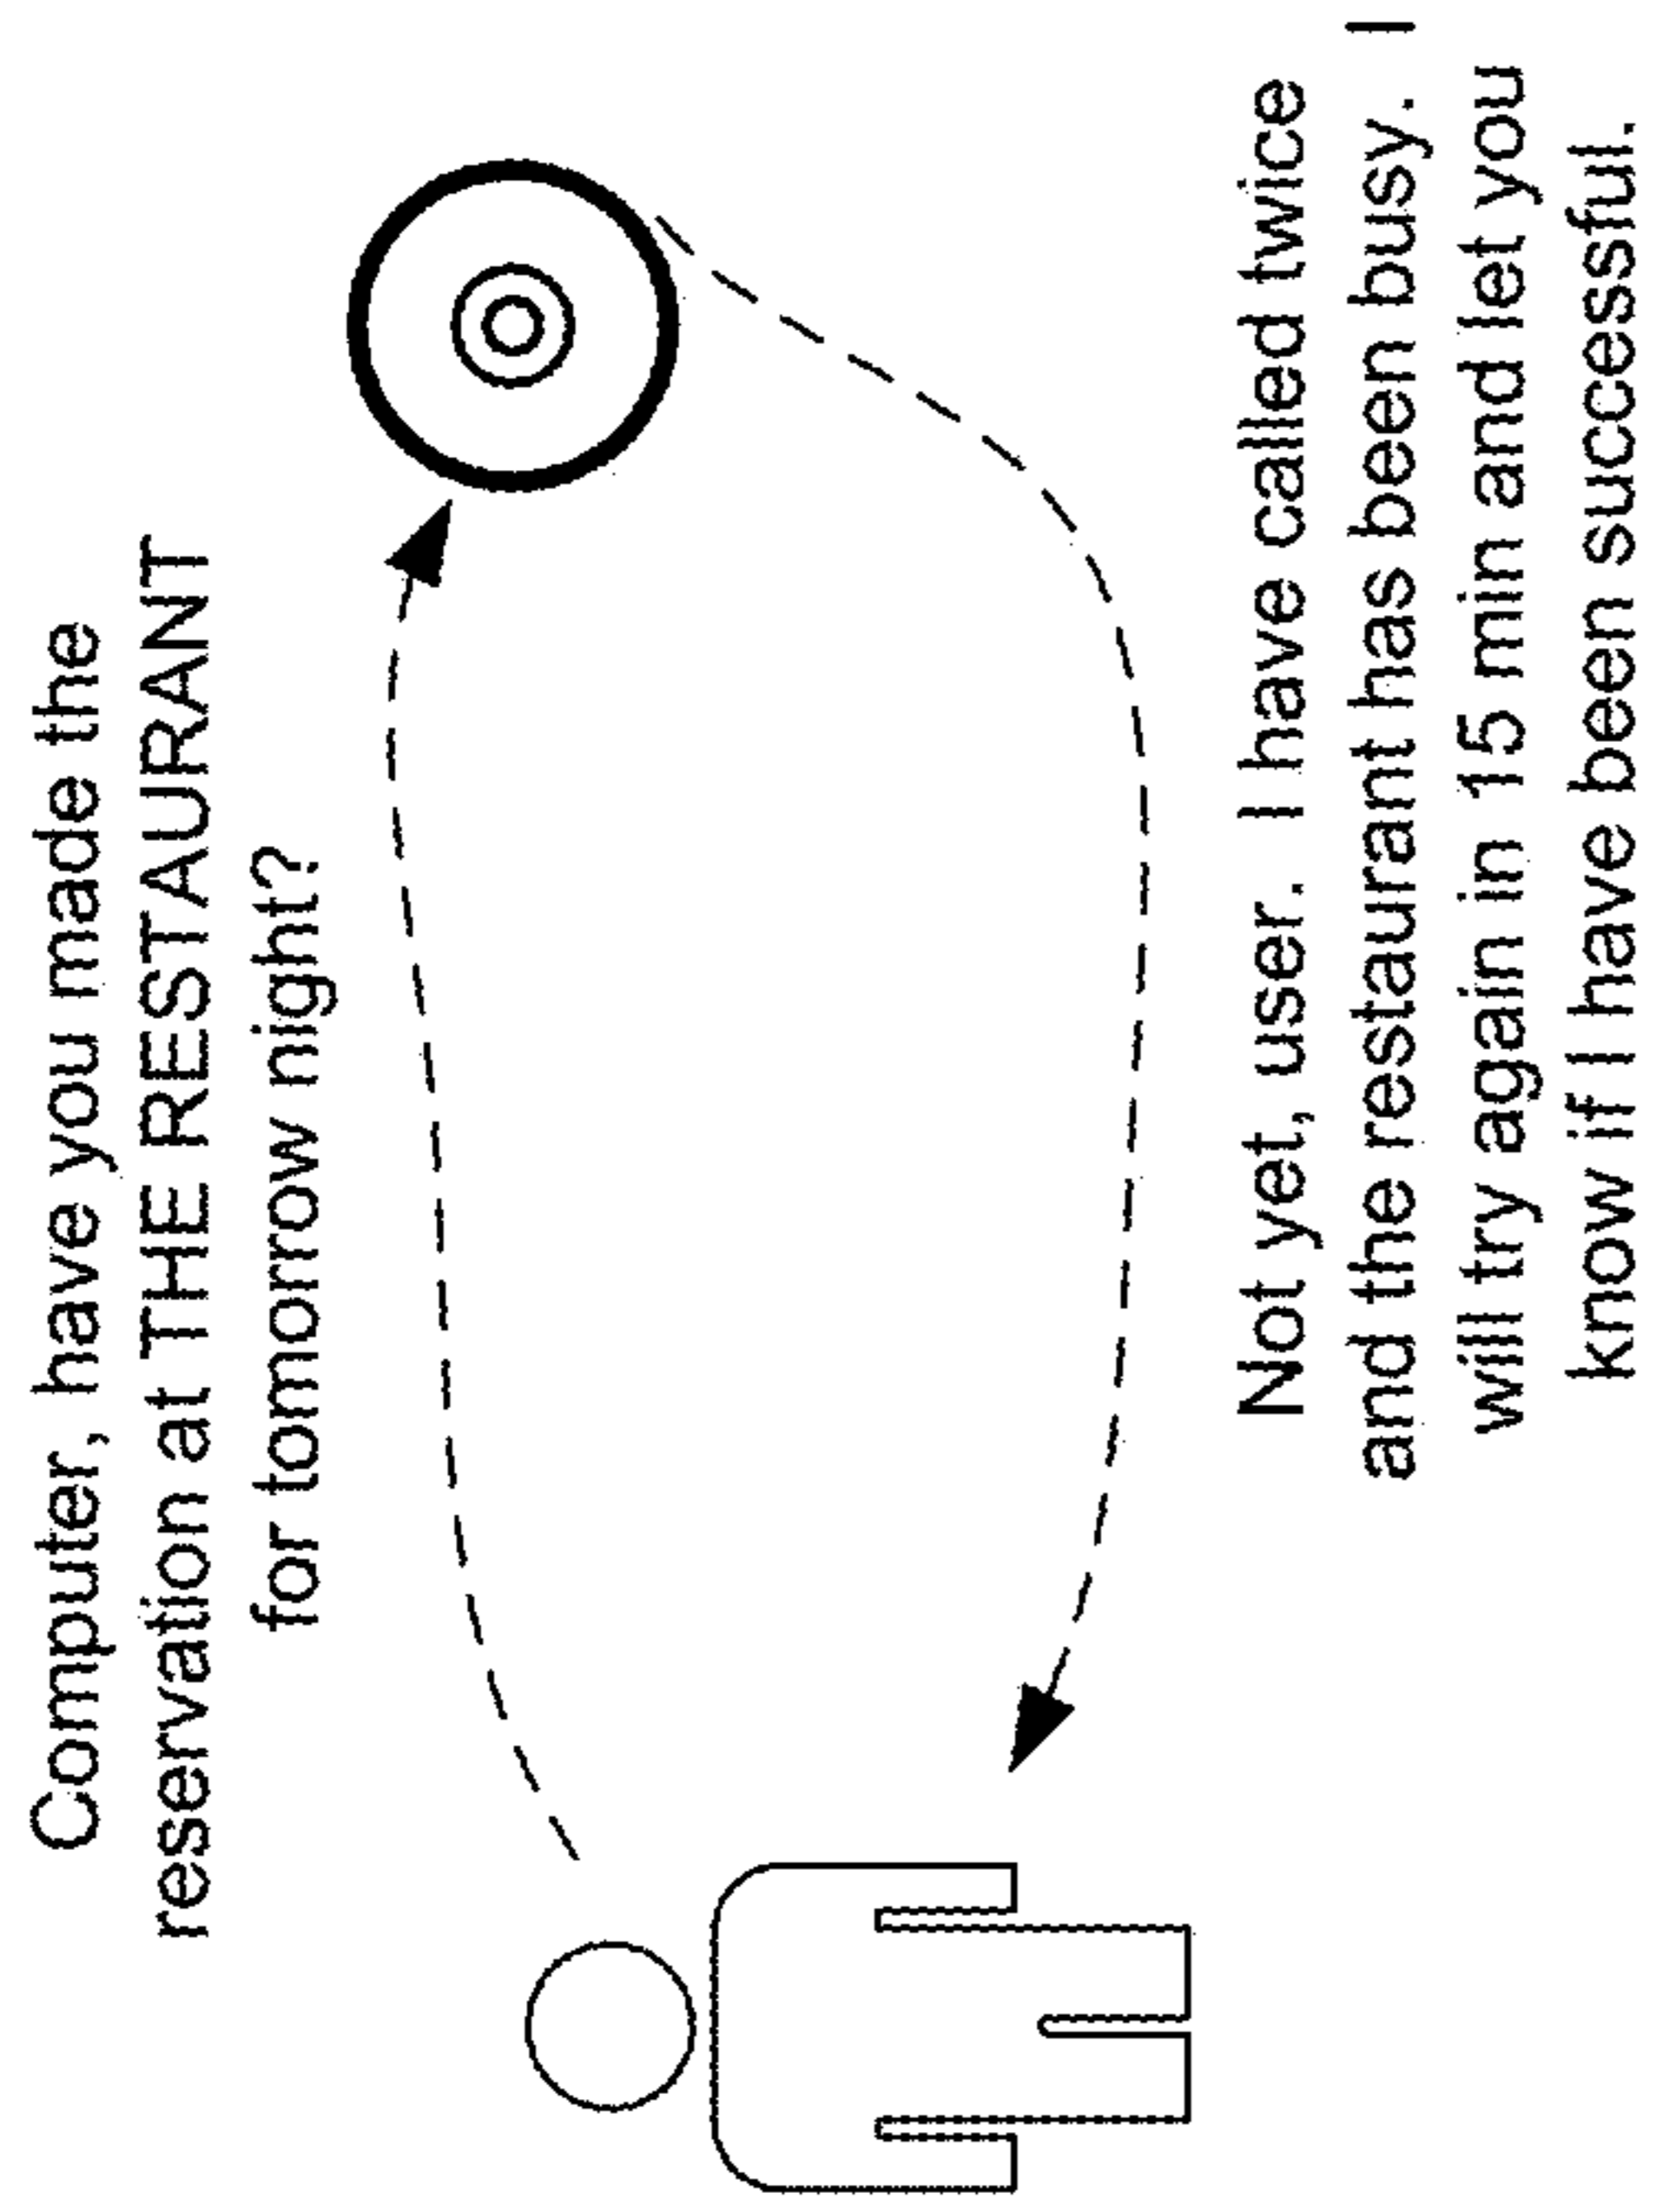 Computer, have you made the
reservation at THE RESTAURANT
for tomorrow night?
Not yet, user. I have called twice
and the restaurant has been busy. I
will try again in 15 min and let you
know if I have been successful.